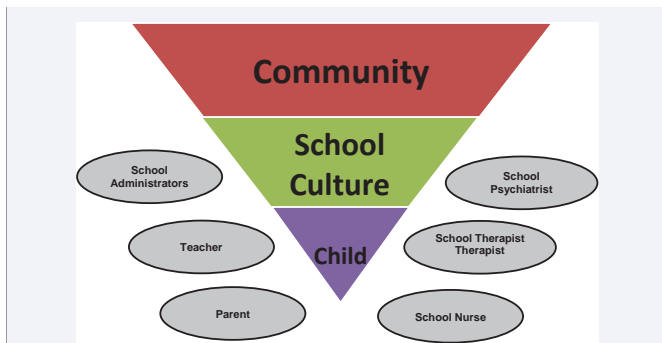 Community
School
Culture
Child
School
Administrators
Teacher
Parent
School
Psychiatrist
School Therapist
Therapist
School Nurse